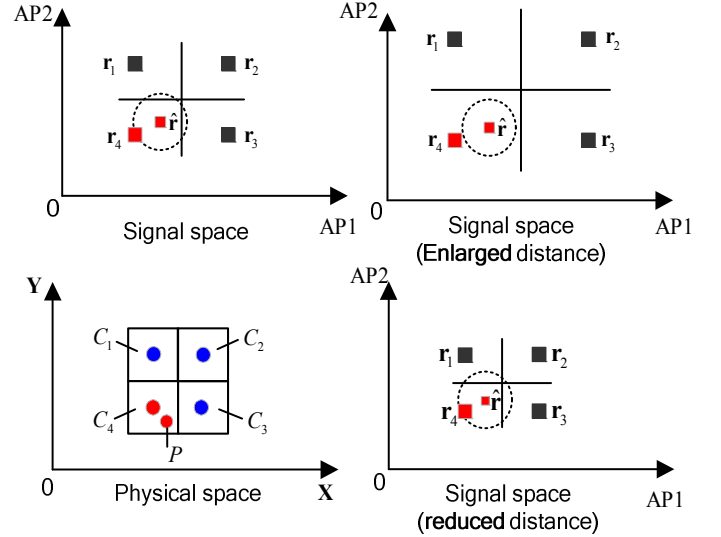 AP2
r1 r2
r̂
r4 r3
0
Signal space AP1
AP2
r1 r2
r̂
r4 r3
0
Signal space AP1
(Enlarged distance)
Y
C1 C2
C4 C3
P
0
Physical space X
AP2
r1 r2
r̂
r4 r3
0
Signal space AP1
(reduced distance)